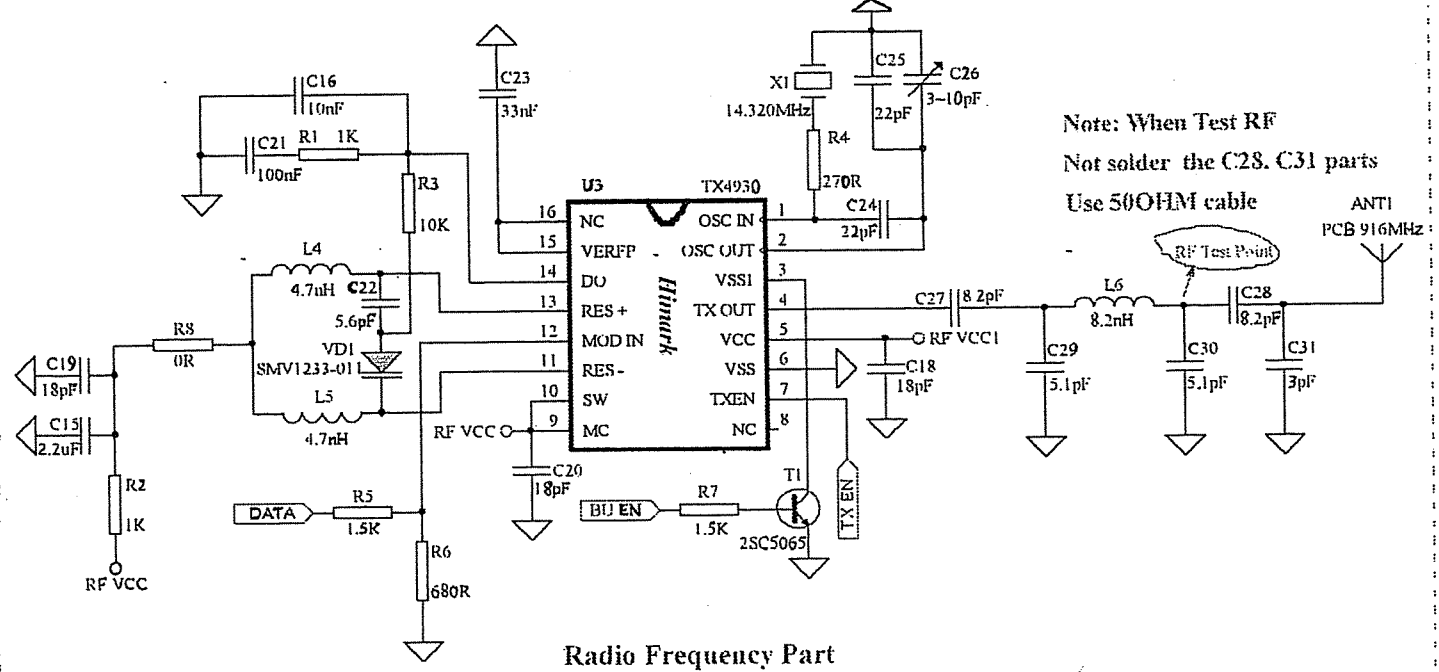 C16
10nF
C21
100nF
R1 1K
R3
10K
C23
33nF
X1
14.320MHz
R4
270R
C25
22pF
C26
3~10pF
C24
22pF
Note: When Test RF
Not solder the C28. C31 parts
Use 50OHM cable
ANT1
PCB 916MHz
RF Test Point
U3
TX4930
Himark
16 NC
15 VERFP
14 DO
13 RES +
12 MOD IN
11 RES -
10 SW
9 MC
OSC IN 1
OSC OUT 2
VSS1 3
TX OUT 4
VCC 5
VSS 6
TXEN 7
NC 8
L4
4.7nH
C22
5.6pF
VD1
SMV1233-011
L5
4.7nH
R8
0R
C19
18pF
C15
2.2uF
R2
1K
RF VCC
RF VCC
C20
18pF
DATA
R5
1.5K
R6
680R
BU EN
R7
1.5K
T1
2SC5065
TX EN
RF VCC1
C18
18pF
C27
8.2pF
L6
8.2nH
C28
8.2pF
C29
5.1pF
C30
5.1pF
C31
3pF
Radio Frequency Part